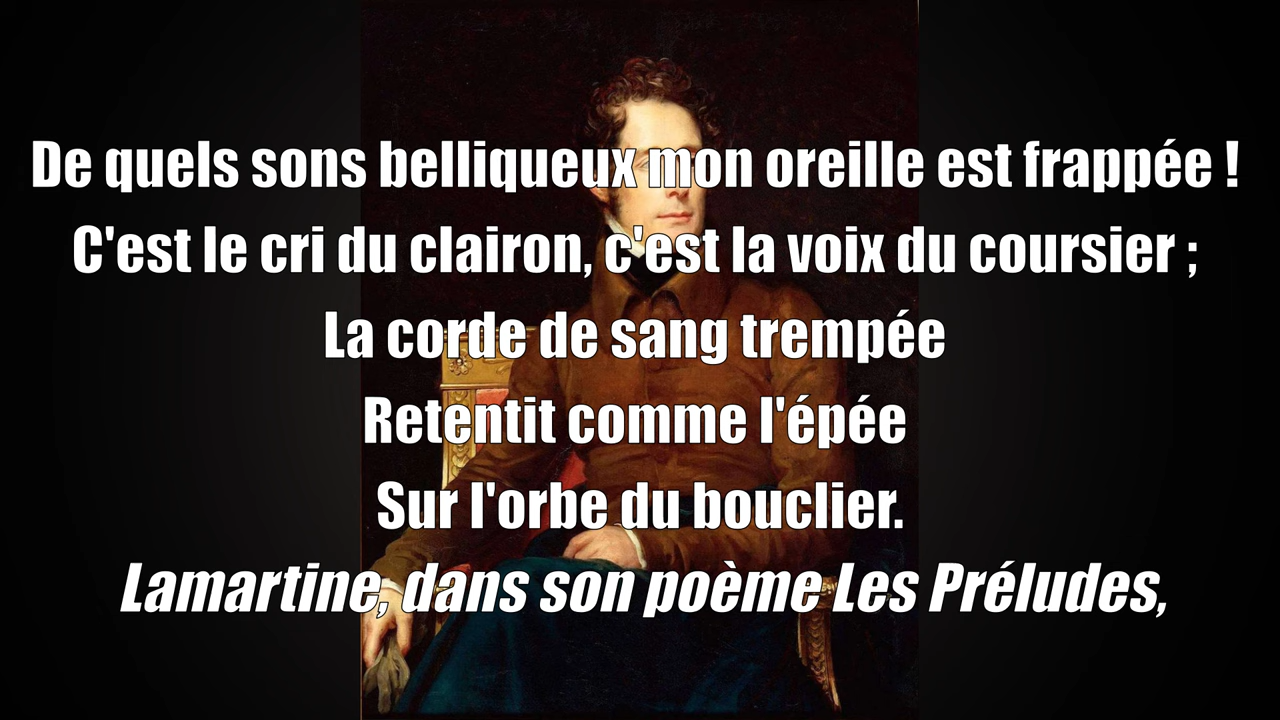 De quels sons belliqueux mon oreille est frappée !
C'est le cri du clairon, c'est la voix du coursier ;
La corde de sang trempée
Retentit comme l'épée
Sur l'orbe du bouclier.
Lamartine, dans son poème Les Préludes,